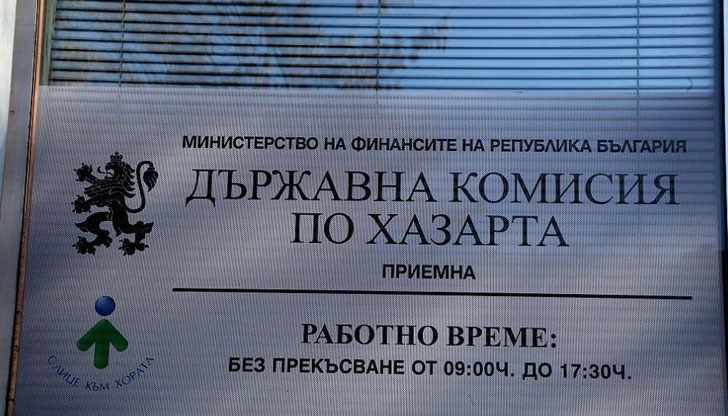 МИНИСТЕРСТВО НА ФИНАНСИТЕ НА РЕПУБЛИКА БЪЛГАРИЯ
ДЪРЖАВНА КОМИСИЯ
ПО ХАЗАРТА
ПРИЕМНА
РАБОТНО ВРЕМЕ:
БЕЗ ПРЕКЪСВАНЕ ОТ 09:00Ч. ДО 17:30Ч.
С ЛИЦЕ КЪМ ХОРАТА